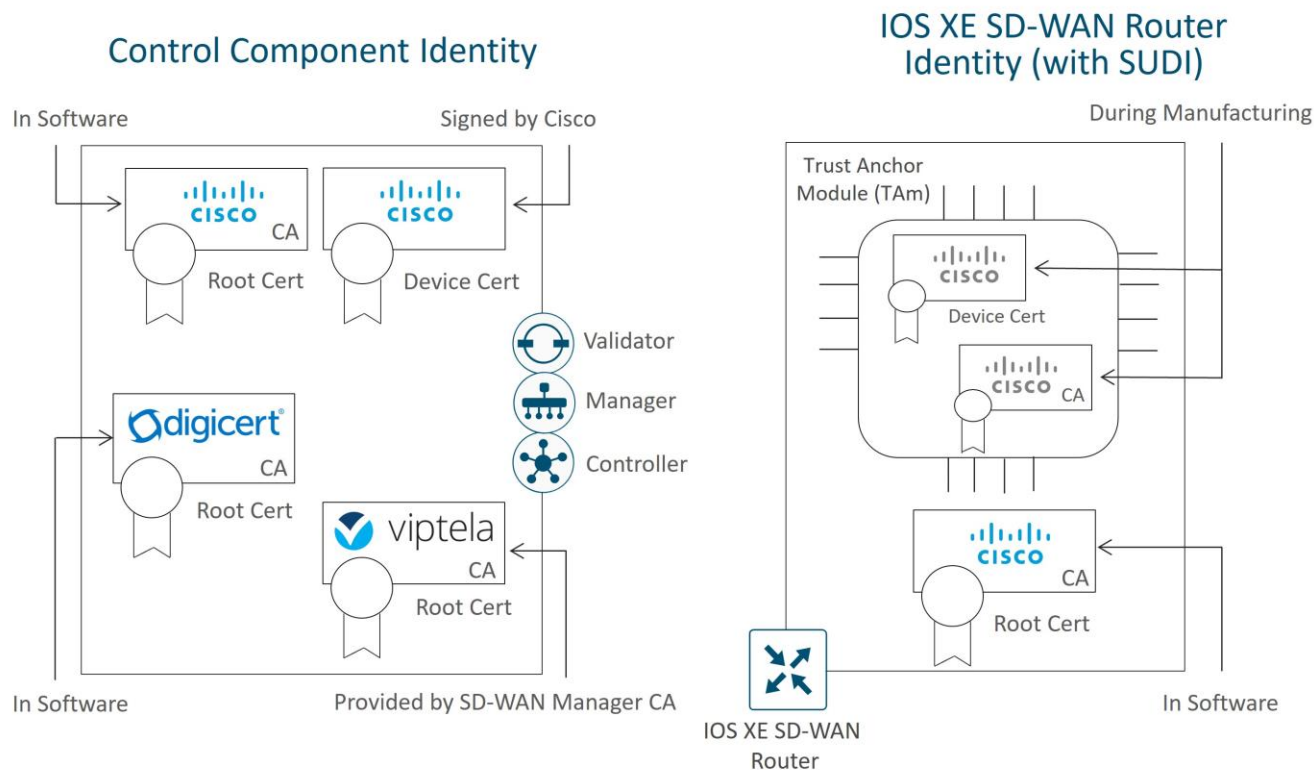 Control Component Identity
In Software
Signed by Cisco
CISCO
CA
Root Cert
CISCO
Device Cert
Validator
Manager
Controller
digicert®
CA
Root Cert
viptela
CA
Root Cert
In Software
Provided by SD-WAN Manager CA
IOS XE SD-WAN Router
Identity (with SUDI)
During Manufacturing
Trust Anchor
Module (TAm)
CISCO
Device Cert
CISCO
CA
CISCO
CA
Root Cert
In Software
IOS XE SD-WAN
Router